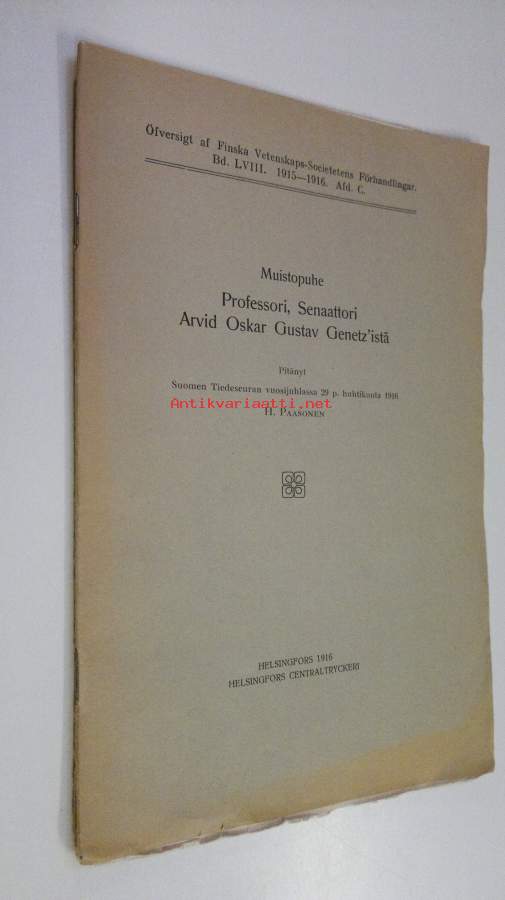 Öfversigt af Finska Vetenskaps-Societetens Förhandlingar.
Bd. LVIII. 1915—1916. Afd. C.
Muistopuhe
Professori, Senaattori
Arvid Oskar Gustav Genetz'istä
Pitänyt
Suomen Tiedeseuran vuosijuhlassa 29 p. huhtikuuta 1916
Antikvariaatti.net
H. PAASONEN
HELSINGFORS 1916
HELSINGFORS CENTRALTRYCKERI